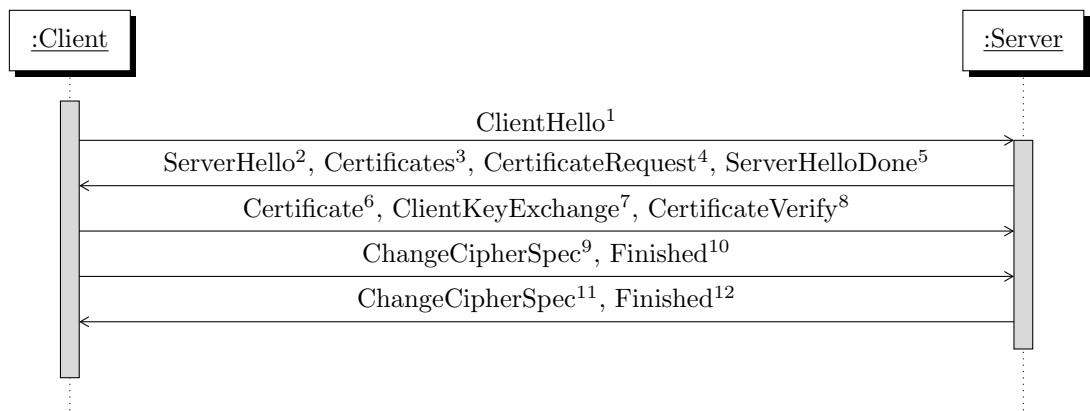 :Client
:Server
ClientHello¹
ServerHello², Certificates³, CertificateRequest⁴, ServerHelloDone⁵
Certificate⁶, ClientKeyExchange⁷, CertificateVerify⁸
ChangeCipherSpec⁹, Finished¹⁰
ChangeCipherSpec¹¹, Finished¹²